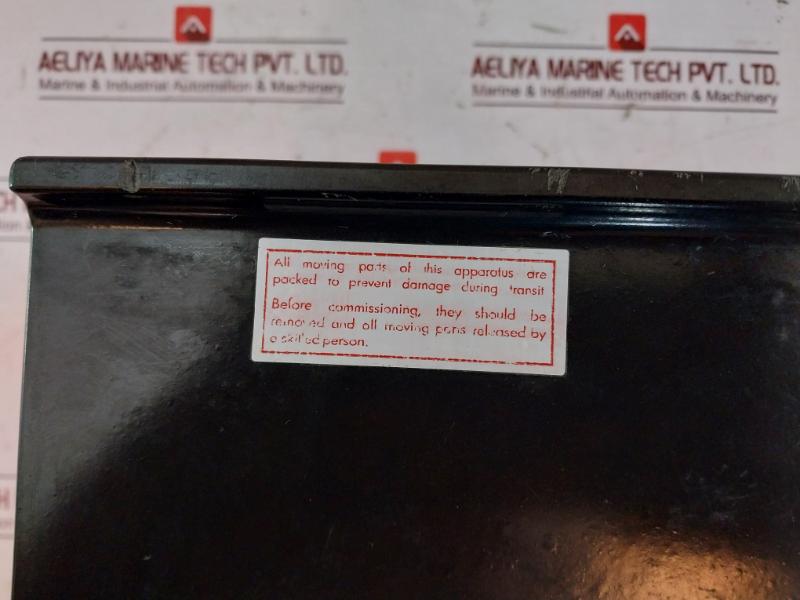 AELIYA MARINE TECH PVT. LTD.
Marine & Industrial Automation & Machinery
AELIYA MARINE TECH PVT. LTD.
Marine & Industrial Automation & Machinery
All moving parts of this apparatus are
packed to prevent damage during transit
Before commissioning, they should be
removed and all moving parts released by
a skilled person.